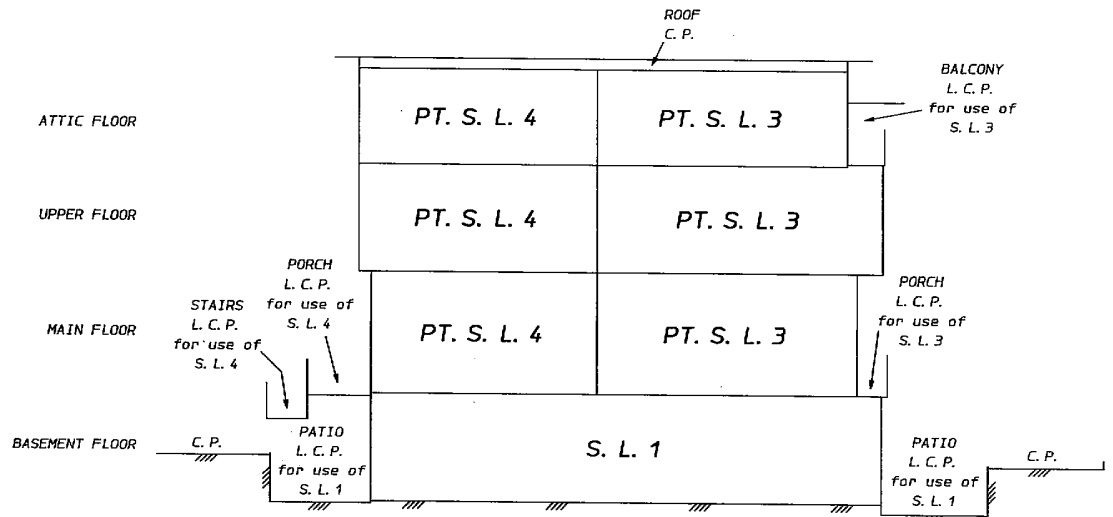 ROOF
C. P.
BALCONY
L. C. P.
for use of
S. L. 3
ATTIC FLOOR
PT. S. L. 4
PT. S. L. 3
UPPER FLOOR
PT. S. L. 4
PT. S. L. 3
PORCH
L. C. P.
for use of
S. L. 4
STAIRS
L. C. P.
for use of
S. L. 4
MAIN FLOOR
PT. S. L. 4
PT. S. L. 3
PORCH
L. C. P.
for use of
S. L. 3
BASEMENT FLOOR
C. P.
PATIO
L. C. P.
for use of
S. L. 1
S. L. 1
PATIO
L. C. P.
for use of
S. L. 1
C. P.